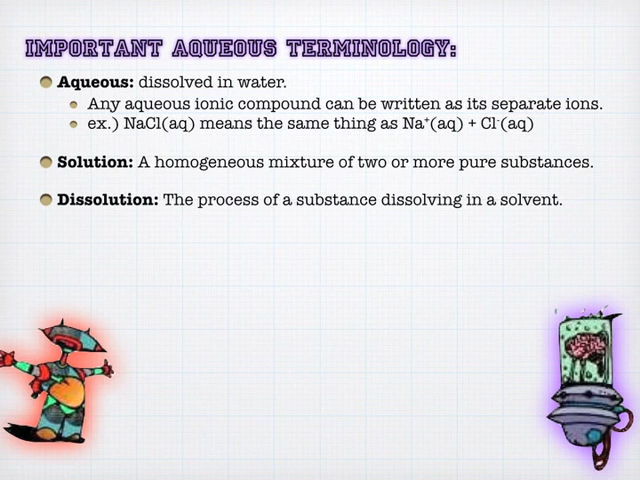 IMPORTANT AQUEOUS TERMINOLOGY:
Aqueous: dissolved in water.
Any aqueous ionic compound can be written as its separate ions.
ex.) NaCl(aq) means the same thing as Na⁺(aq) + Cl⁻(aq)
Solution: A homogeneous mixture of two or more pure substances.
Dissolution: The process of a substance dissolving in a solvent.